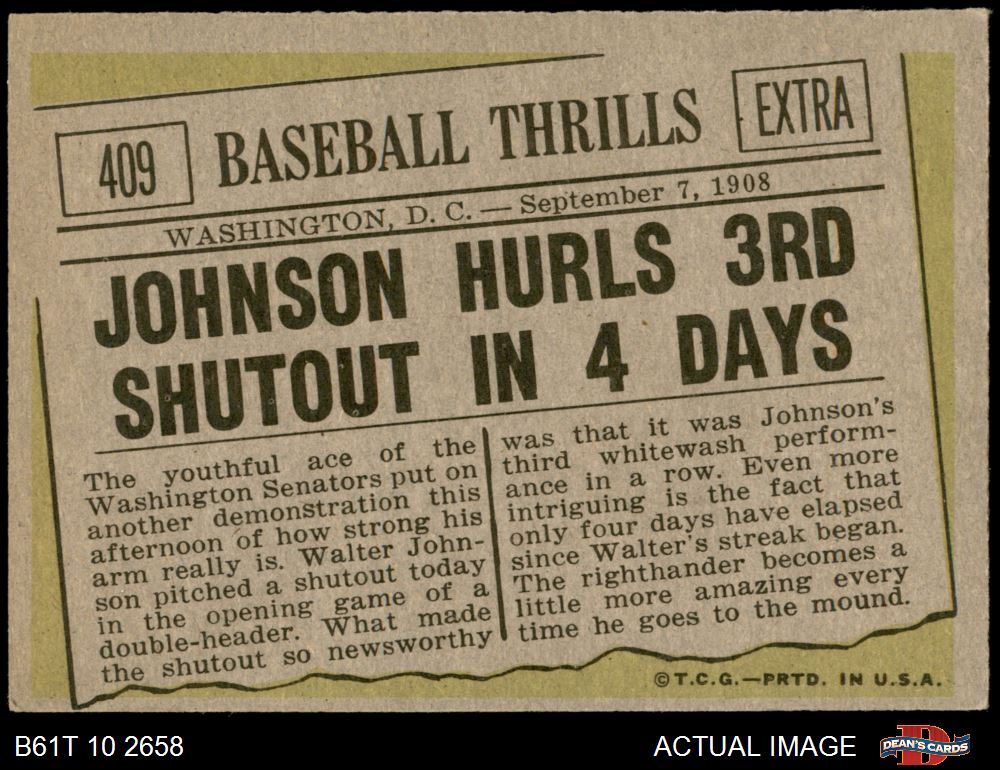 409
BASEBALL THRILLS
EXTRA
WASHINGTON, D. C. — September 7, 1908
JOHNSON HURLS 3RD
SHUTOUT IN 4 DAYS
The youthful ace of the
Washington Senators put on
another demonstration this
afternoon of how strong his
arm really is. Walter John-
son pitched a shutout today
in the opening game of a
double-header. What made
the shutout so newsworthy
was that it was Johnson's
third whitewash perform-
ance in a row. Even more
intriguing is the fact that
only four days have elapsed
since Walter's streak began.
The righthander becomes a
little more amazing every
time he goes to the mound.
©T.C.G.—PRTD. IN U.S.A.
B61T 10 2658
ACTUAL IMAGE
DEAN'S CARDS